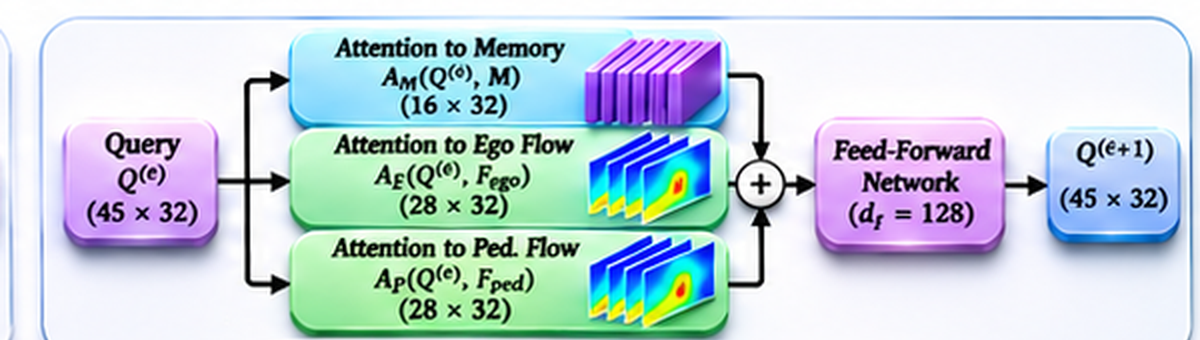 Query
Q⁽ᵉ⁾
(45 × 32)
Attention to Memory
A_M(Q⁽ᵉ⁾, M)
(16 × 32)
Attention to Ego Flow
A_E(Q⁽ᵉ⁾, F_ego)
(28 × 32)
Attention to Ped. Flow
A_P(Q⁽ᵉ⁾, F_ped)
(28 × 32)
+
Feed-Forward
Network
(d_f = 128)
Q⁽ᵉ⁺¹⁾
(45 × 32)